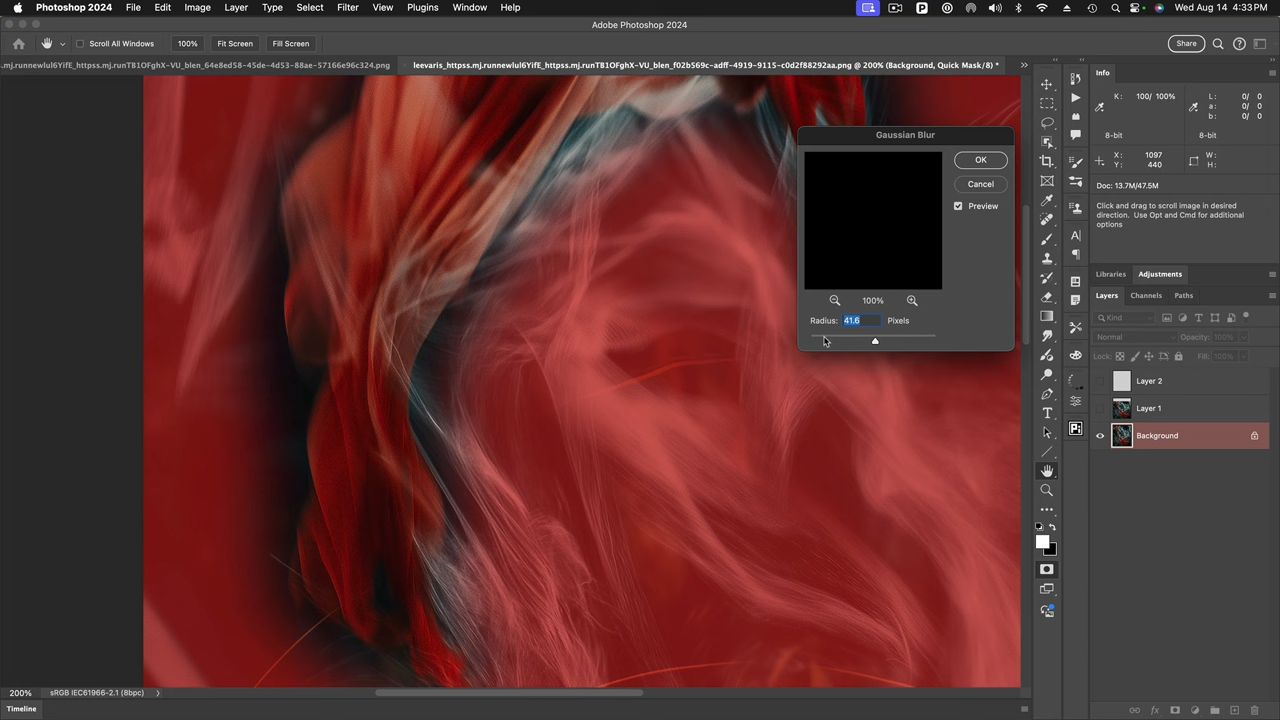 Photoshop 2024 File Edit Image Layer Type Select Filter View Plugins Window Help Wed Aug 14 4:33 PM
Adobe Photoshop 2024
Scroll All Windows 100% Fit Screen Fill Screen Share
s.mj.runnewlul6YifE_httpss.mj.runTB1OFghX-VU_blen_64e8ed58-45de-4d53-88ae-57166e96c324.png leevaris_httpss.mj.runnewlul6YifE_httpss.mj.runTB1OFghX-VU_blen_f02b569c-adff-4919-9115-c0d2f88292aa.png @ 200% (Background, Quick Mask/8) *
Gaussian Blur
OK
Cancel
Preview
100%
Radius: 41.6 Pixels
Info
K: 100/ 100% L: 0/ 0
a: 0/ 0
b: 0/ 0
8-bit 8-bit
X: 1097 W:
Y: 440 H:
Doc: 13.7M/47.5M
Click and drag to scroll image in desired
direction. Use Opt and Cmd for additional
options
Libraries Adjustments
Layers Channels Paths
Kind
Normal Opacity: 100%
Lock: Fill: 100%
Layer 2
Layer 1
Background
200% sRGB IEC61966-2.1 (8bpc)
Timeline